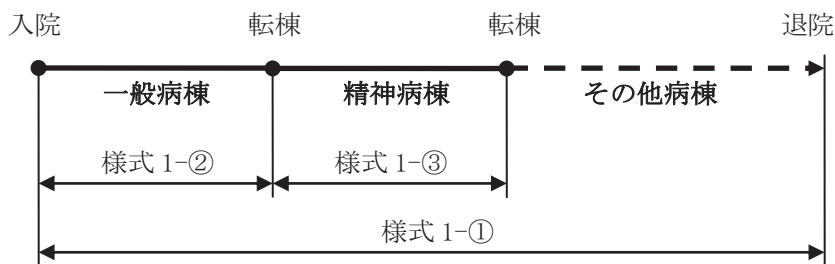 入院 転棟 転棟 退院
一般病棟 精神病棟 その他病棟
様式 1-② 様式 1-③
様式 1-①